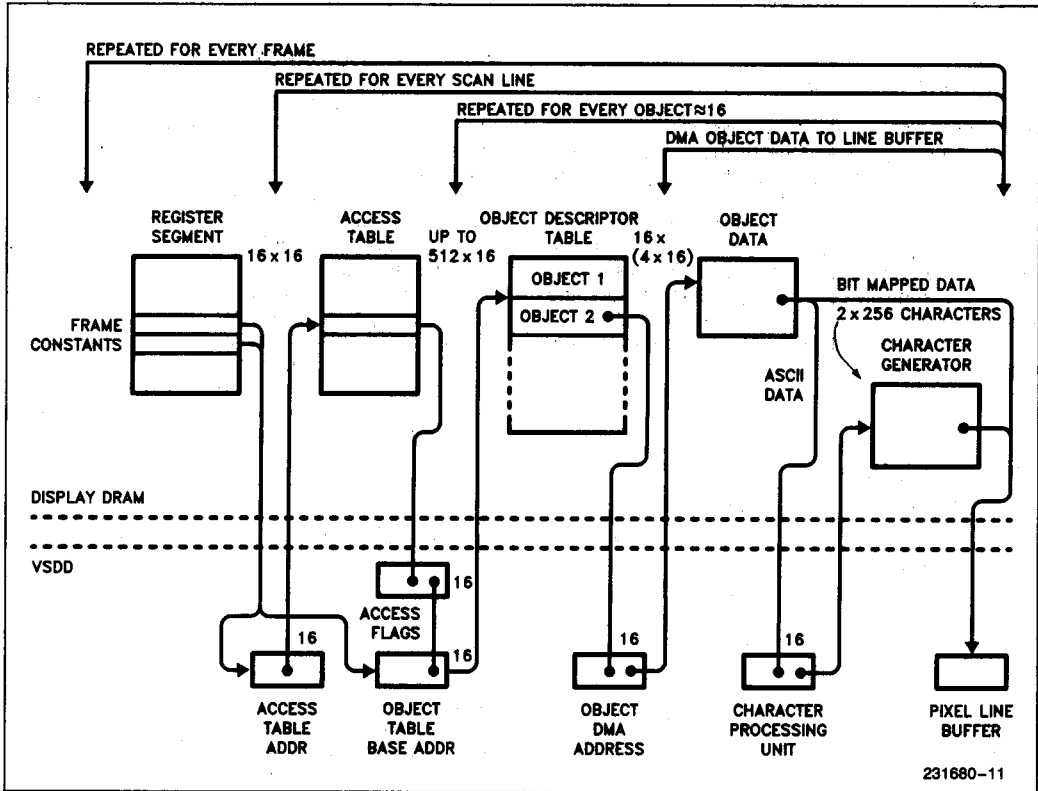 REPEATED FOR EVERY FRAME
REPEATED FOR EVERY SCAN LINE
REPEATED FOR EVERY OBJECT≈16
DMA OBJECT DATA TO LINE BUFFER
REGISTER
SEGMENT
16 x 16
ACCESS
TABLE
UP TO
512 x 16
OBJECT DESCRIPTOR
TABLE
16 x
(4 x 16)
OBJECT
DATA
OBJECT 1
OBJECT 2
FRAME
CONSTANTS
BIT MAPPED DATA
2 x 256 CHARACTERS
CHARACTER
GENERATOR
ASCII
DATA
DISPLAY DRAM
VSDD
16
ACCESS
FLAGS
16
16
16
16
ACCESS
TABLE
ADDR
OBJECT
TABLE
BASE ADDR
OBJECT
DMA
ADDRESS
CHARACTER
PROCESSING
UNIT
PIXEL LINE
BUFFER
231680-11